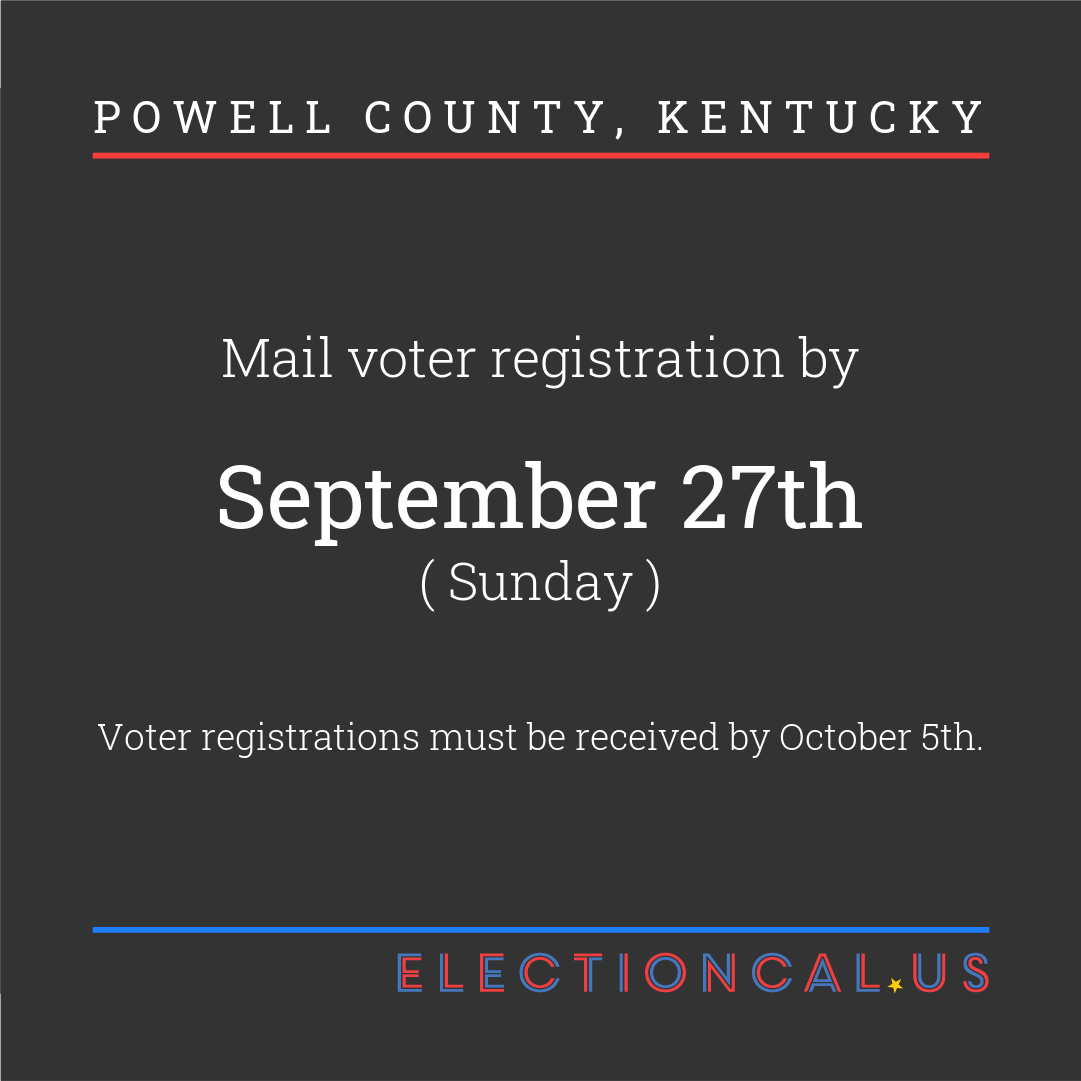 POWELL COUNTY, KENTUCKY
Mail voter registration by
September 27th
( Sunday )
Voter registrations must be received by October 5th.
ELECTIONCAL.US